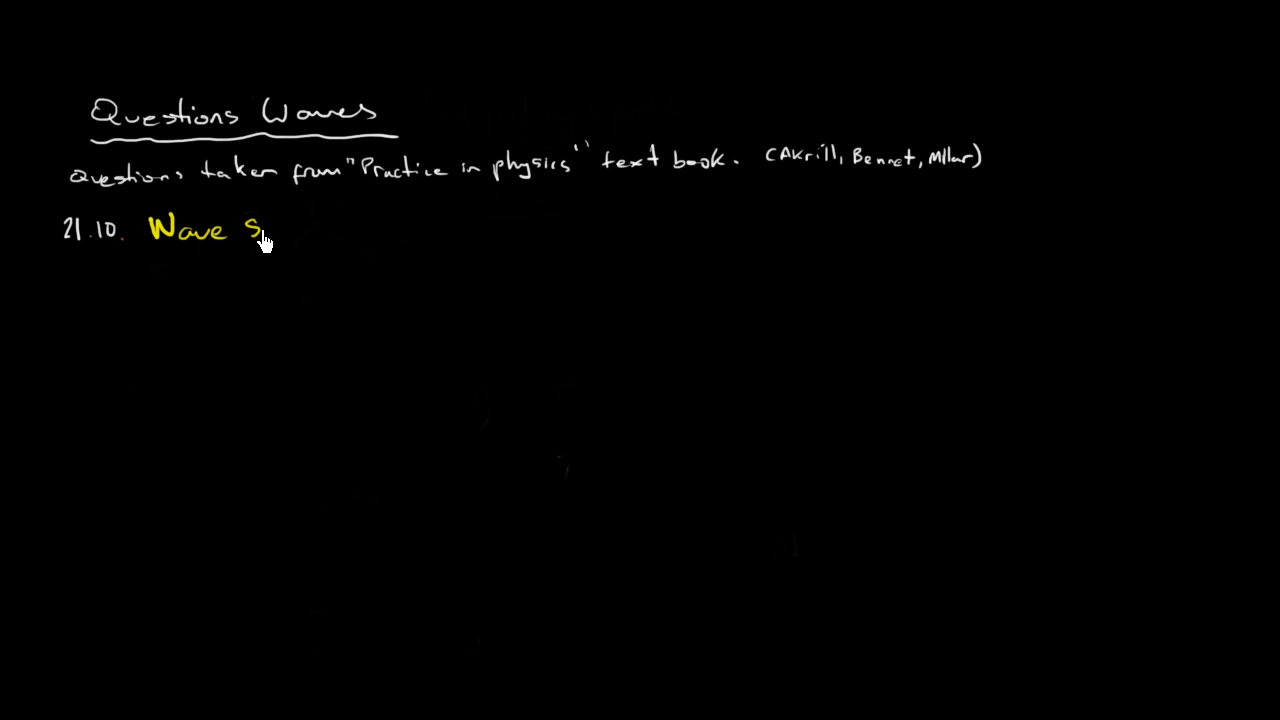 Questions Waves
Questions taken from "Practice in physics" text book. (Akrill, Bennet, Millar)
21.10. Wave S